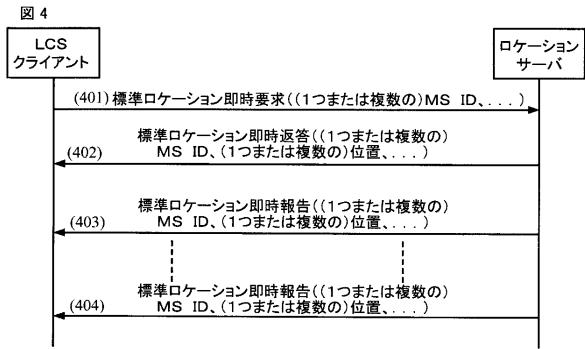 図 4
LCS
クライアント
ロケーション
サーバ
(401) 標準ロケーション即時要求((1つまたは複数の)MS ID、...)
標準ロケーション即時返答((1つまたは複数の)
(402) MS ID、(1つまたは複数の)位置、...)
標準ロケーション即時報告((1つまたは複数の)
(403) MS ID、(1つまたは複数の)位置、...)
標準ロケーション即時報告((1つまたは複数の)
(404) MS ID、(1つまたは複数の)位置、...)